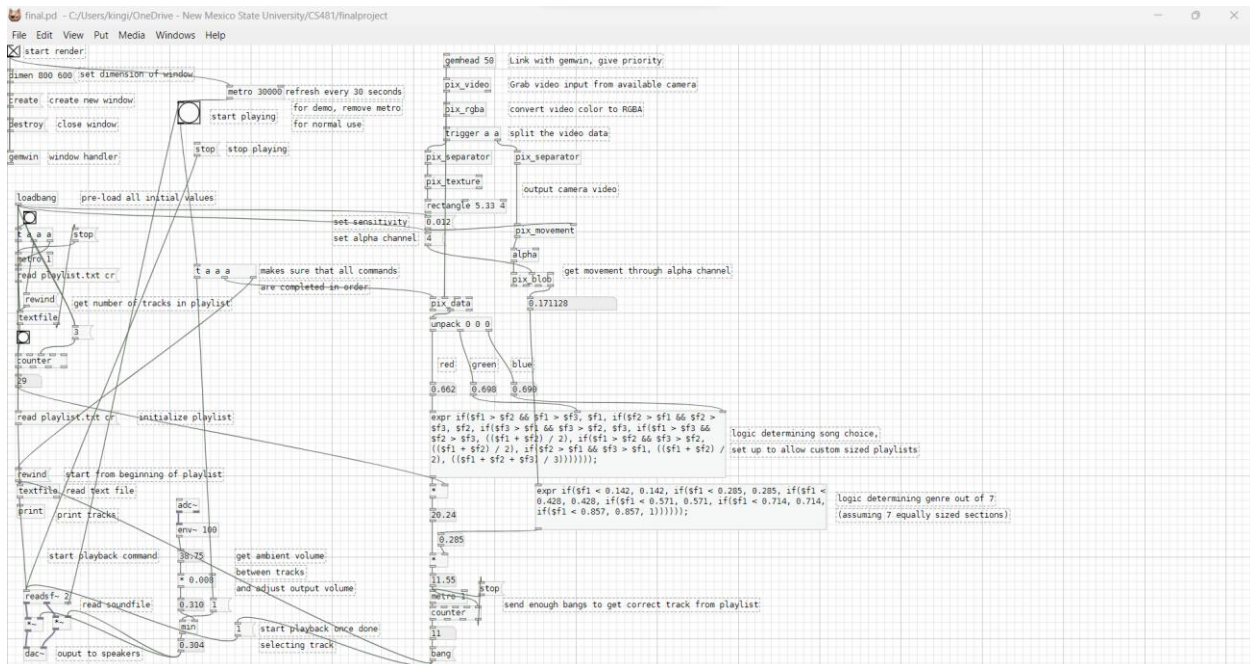 final.pd - C:/Users/kingi/OneDrive - New Mexico State University/CS481/finalproject
File Edit View Put Media Windows Help
start render
dimen 800 600 set dimension of window
create create new window
destroy close window
gemwin window handler
metro 30000 refresh every 30 seconds
for demo, remove metro
for normal use
start playing
stop stop playing
loadbang pre-load all initial values
t a a a stop
metro 1
read playlist.txt cr
rewind get number of tracks in playlist
textfile
3
counter
29
read playlist.txt cr initialize playlist
rewind start from beginning of playlist
textfile read text file
print print tracks
t a a a makes sure that all commands
are completed in order
start playback command
readsf~ 2 read soundfile
*~ *~
dac~ ouput to speakers
adc~
env~ 100
38.75 get ambient volume
between tracks
* 0.008 and adjust output volume
0.310 1
min
0.304
1 start playback once done
selecting track
gemhead 50 Link with gemwin, give priority
pix_video Grab video input from available camera
pix_rgba convert video color to RGBA
trigger a a split the video data
pix_separator pix_separator
pix_texture output camera video
rectangle 5.33 4
set sensitivity 0.012
set alpha channel 4
pix_movement
alpha
pix_blob get movement through alpha channel
pix_data 0.171128
unpack 0 0 0
red green blue
0.662 0.698 0.690
expr if($f1 > $f2 && $f1 > $f3, $f1, if($f2 > $f1 && $f2 >
$f3, $f2, if($f3 > $f1 && $f3 > $f2, $f3, if($f1 > $f3 &&
$f2 > $f3, (($f1 + $f2) / 2), if($f1 > $f2 && $f3 > $f2,
(($f1 + $f2) / 2), if($f2 > $f1 && $f3 > $f1, (($f1 + $f2) /
2), (($f1 + $f2 + $f3) / 3)))))));
logic determining song choice,
set up to allow custom sized playlists
expr if($f1 < 0.142, 0.142, if($f1 < 0.285, 0.285, if($f1 <
0.428, 0.428, if($f1 < 0.571, 0.571, if($f1 < 0.714, 0.714,
if($f1 < 0.857, 0.857, 1))))));
logic determining genre out of 7
(assuming 7 equally sized sections)
*
20.24
0.285
*
11.55
metro 1 stop
counter send enough bangs to get correct track from playlist
11
bang